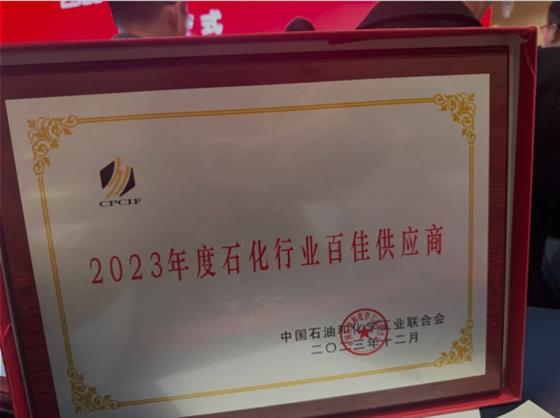 式
CPCIF
2023年度石化行业百佳供应商
中国石油和化学工业联合会
二〇二三年十二月